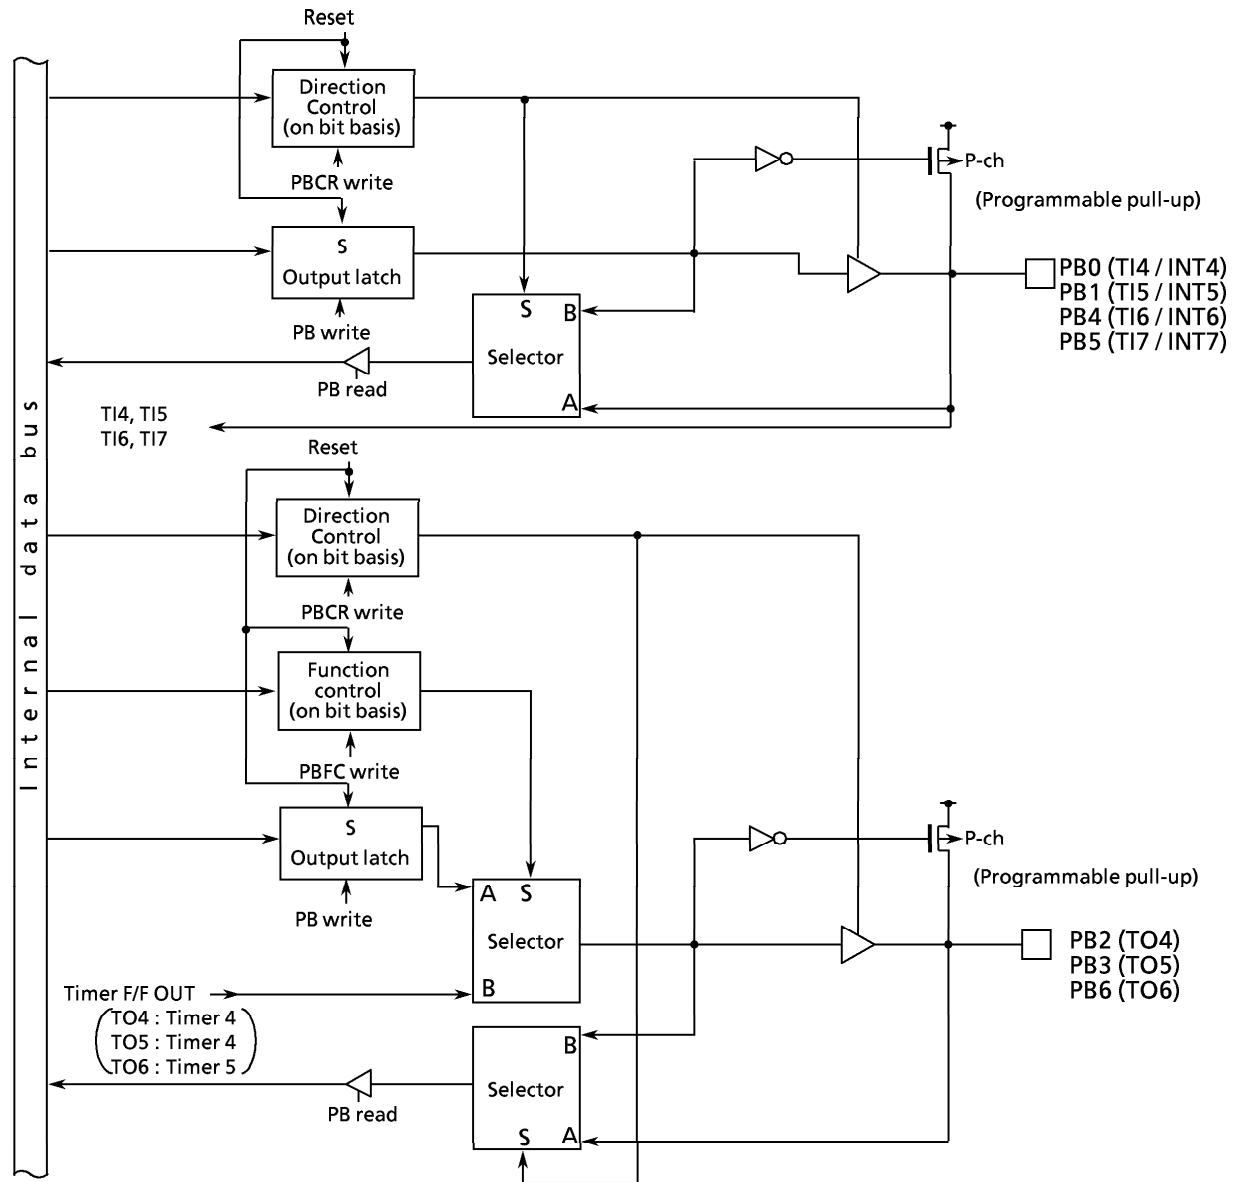 Reset
Direction
Control
(on bit basis)
PBCR write
P-ch
(Programmable pull-up)
S
Output latch
PB write
PB0 (TI4 / INT4)
PB1 (TI5 / INT5)
PB4 (TI6 / INT6)
PB5 (TI7 / INT7)
S
B
Selector
A
PB read
TI4, TI5
TI6, TI7
Internal data bus
Reset
Direction
Control
(on bit basis)
PBCR write
Function
control
(on bit basis)
PBFC write
S
Output latch
PB write
P-ch
(Programmable pull-up)
A S
Selector
B
PB2 (TO4)
PB3 (TO5)
PB6 (TO6)
Timer F/F OUT
(TO4 : Timer 4
TO5 : Timer 4
TO6 : Timer 5)
B
Selector
S A
PB read